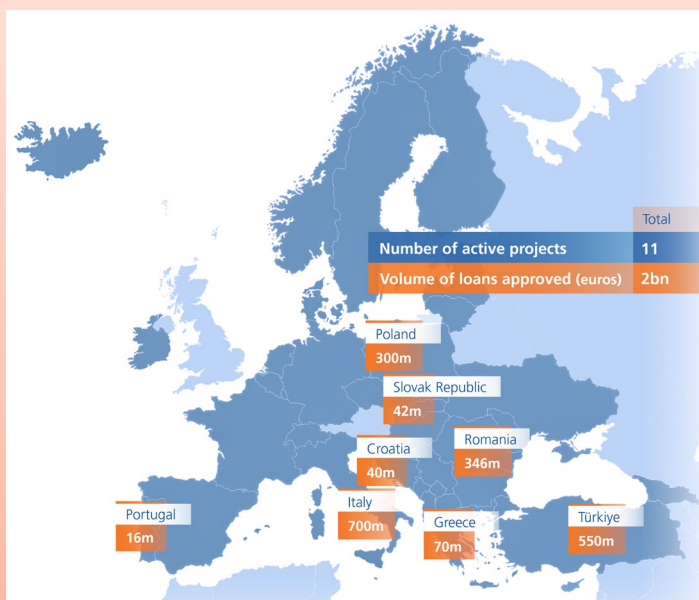 Total
Number of active projects 11
Volume of loans approved (euros) 2bn
Poland
300m
Slovak Republic
42m
Croatia
40m
Romania
346m
Italy
700m
Portugal
16m
Greece
70m
Türkiye
550m